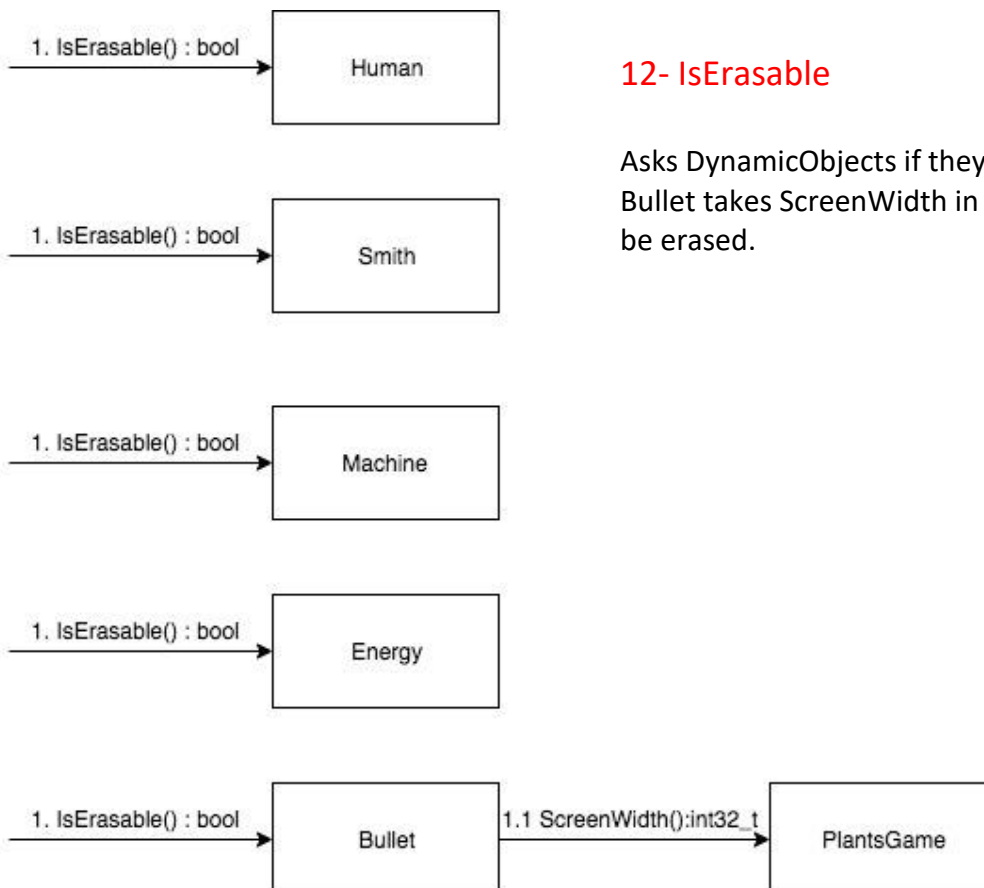 1. IsErasable() : bool
Human
12- IsErasable
Asks DynamicObjects if they
Bullet takes ScreenWidth in
be erased.
1. IsErasable() : bool
Smith
1. IsErasable() : bool
Machine
1. IsErasable() : bool
Energy
1. IsErasable() : bool
Bullet
1.1 ScreenWidth():int32_t
PlantsGame